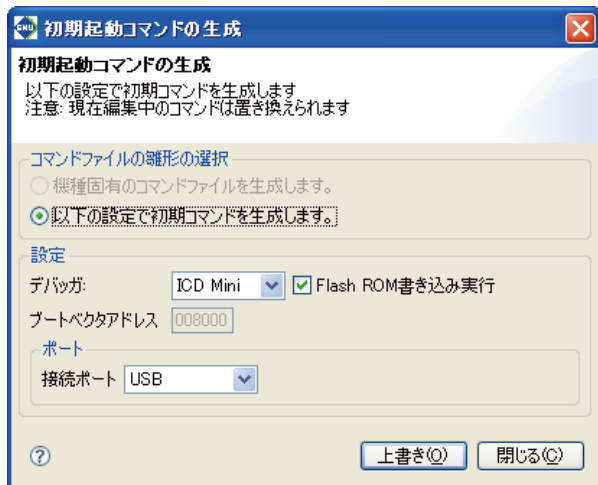 GNU 初期起動コマンドの生成
初期起動コマンドの生成
以下の設定で初期コマンドを生成します
注意: 現在編集中のコマンドは置き換えられます
コマンドファイルの雛形の選択
機種固有のコマンドファイルを生成します。
以下の設定で初期コマンドを生成します。
設定
デバッガ: ICD Mini Flash ROM書き込み実行
ブートベクタアドレス 008000
ポート
接続ポート USB
? 上書き(O) 閉じる(C)